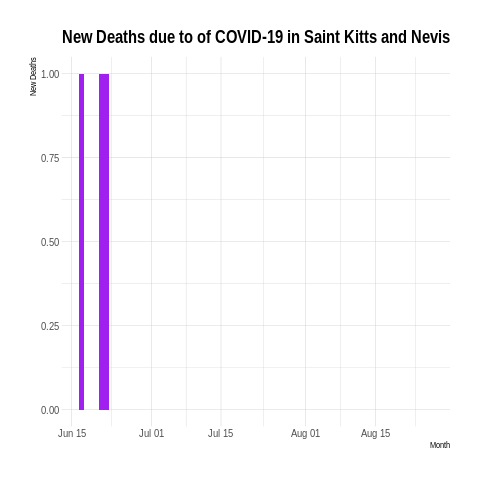 New Deaths due to of COVID-19 in Saint Kitts and Nevis
New Deaths
1.00
0.75
0.50
0.25
0.00
Jun 15 Jul 01 Jul 15 Aug 01 Aug 15
Month